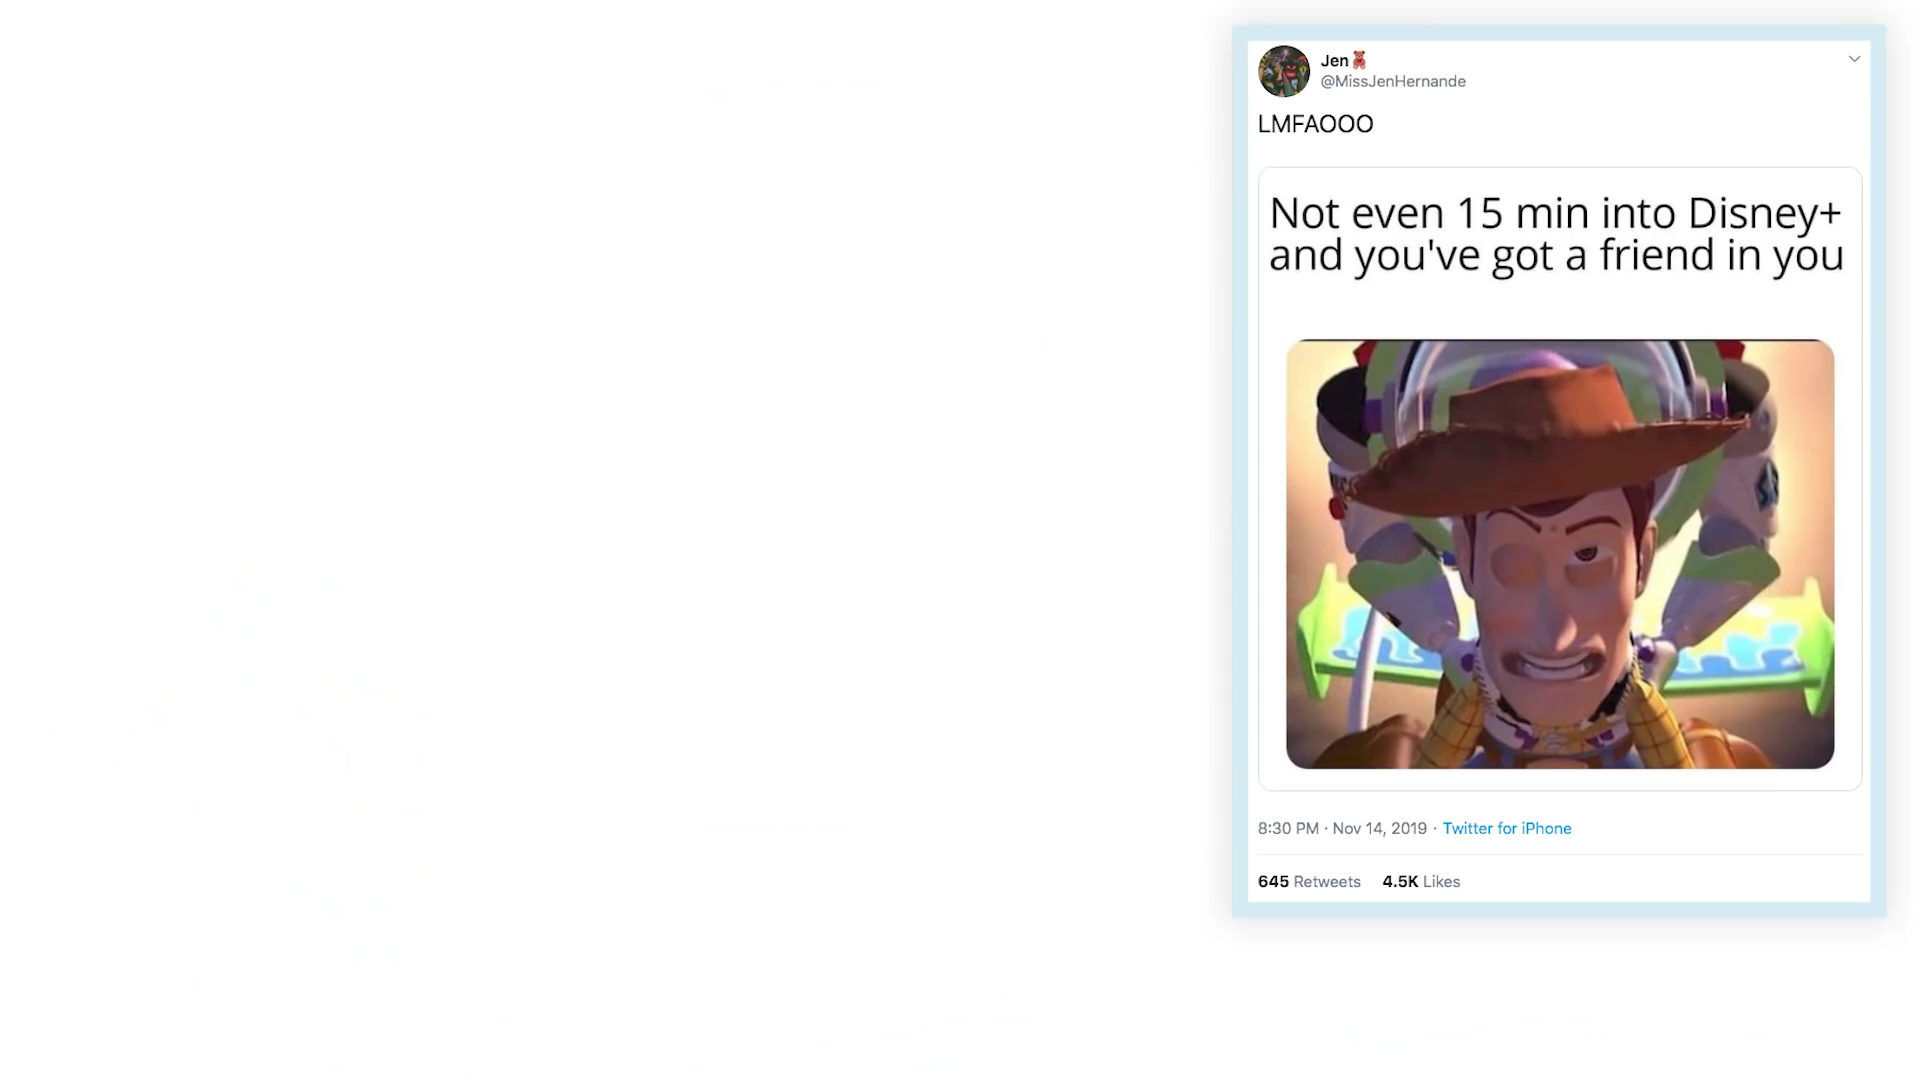 Jen🧸
@MissJenHernande
LMFAOOO
Not even 15 min into Disney+
and you've got a friend in you
8:30 PM · Nov 14, 2019 · Twitter for iPhone
645 Retweets 4.5K Likes